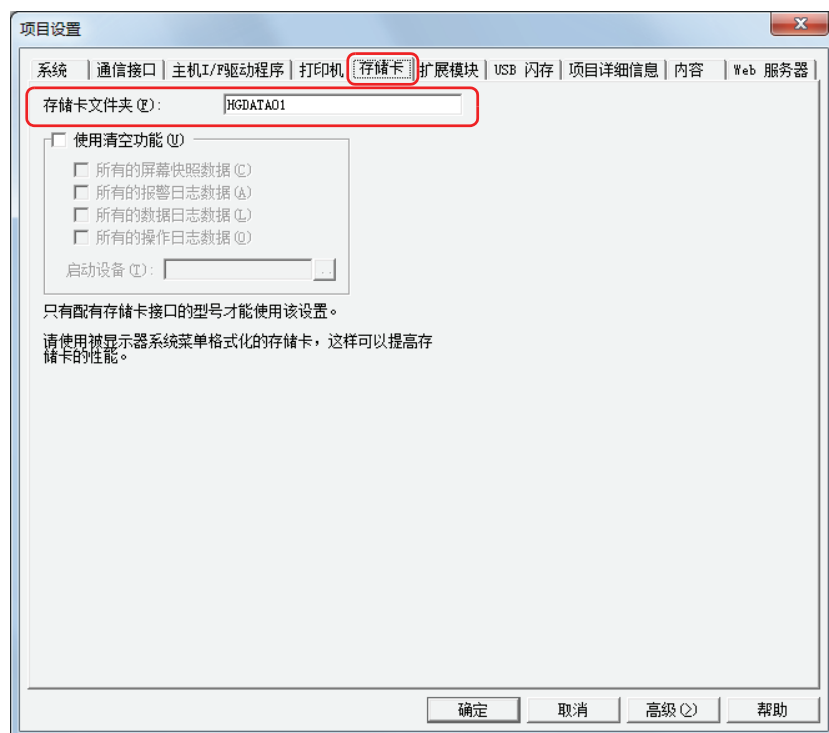 项目设置
系统 通信接口 主机I/F驱动程序 打印机 存储卡 扩展模块 USB 闪存 项目详细信息 内容 Web 服务器
存储卡文件夹(F): HGDATA01
使用清空功能(U)
所有的屏幕快照数据(C)
所有的报警日志数据(A)
所有的数据日志数据(L)
所有的操作日志数据(O)
启动设备(T): ..
只有配有存储卡接口的型号才能使用该设置。
请使用被显示器系统菜单格式化的存储卡，这样可以提高存
储卡的性能。
确定 取消 高级(>) 帮助